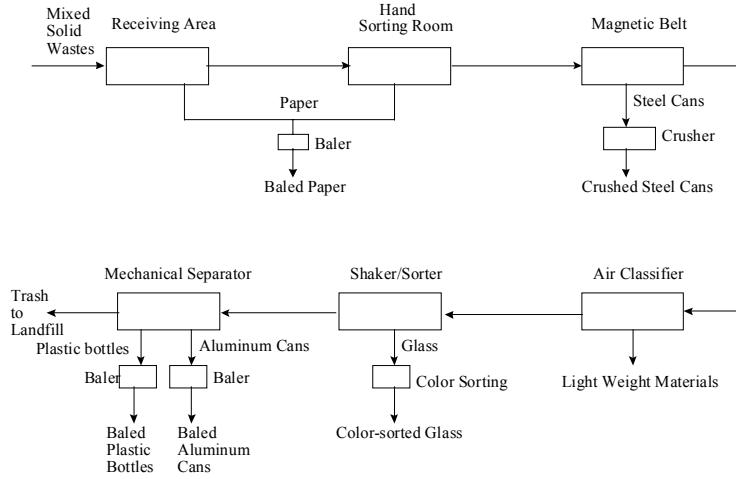 Mixed
Solid
Wastes
Receiving Area
Hand
Sorting Room
Magnetic Belt
Paper
Steel Cans
Baler
Crusher
Baled Paper
Crushed Steel Cans
Mechanical Separator
Shaker/Sorter
Air Classifier
Trash
to
Landfill
Plastic bottles
Aluminum Cans
Glass
Baler
Baler
Color Sorting
Light Weight Materials
Baled
Plastic
Bottles
Baled
Aluminum
Cans
Color-sorted Glass